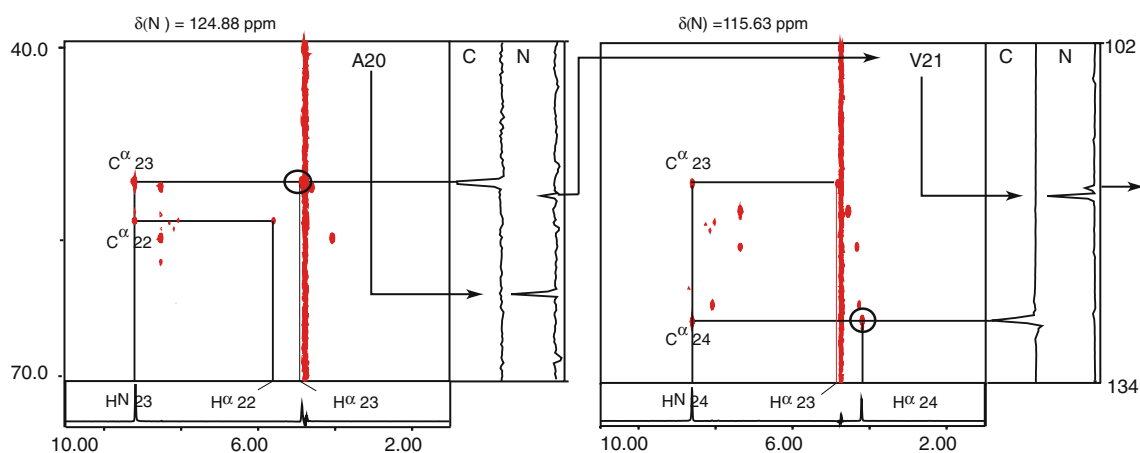 δ(N) = 124.88 ppm
δ(N) =115.63 ppm
40.0
A20
C
N
V21
C
N
102
Cα 23
Cα 23
Cα 22
Cα 24
70.0
134
HN 23
Hα 22
Hα 23
HN 24
Hα 23
Hα 24
10.00
6.00
2.00
10.00
6.00
2.00